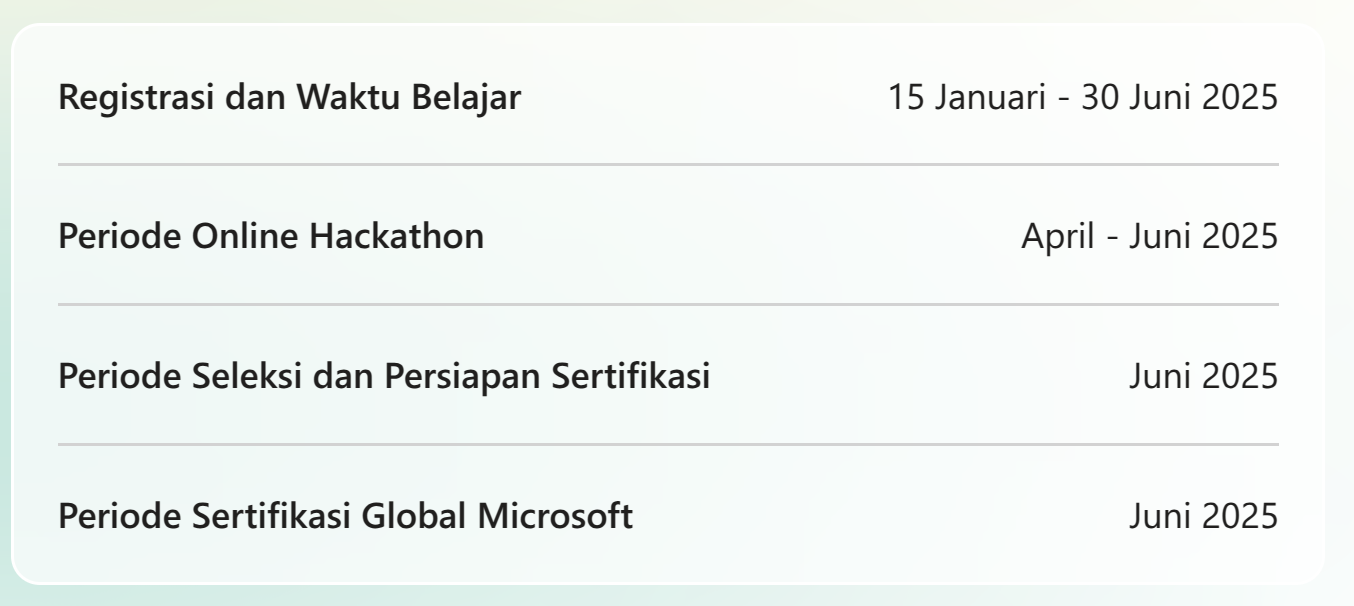 Registrasi dan Waktu Belajar 15 Januari - 30 Juni 2025
Periode Online Hackathon April - Juni 2025
Periode Seleksi dan Persiapan Sertifikasi Juni 2025
Periode Sertifikasi Global Microsoft Juni 2025